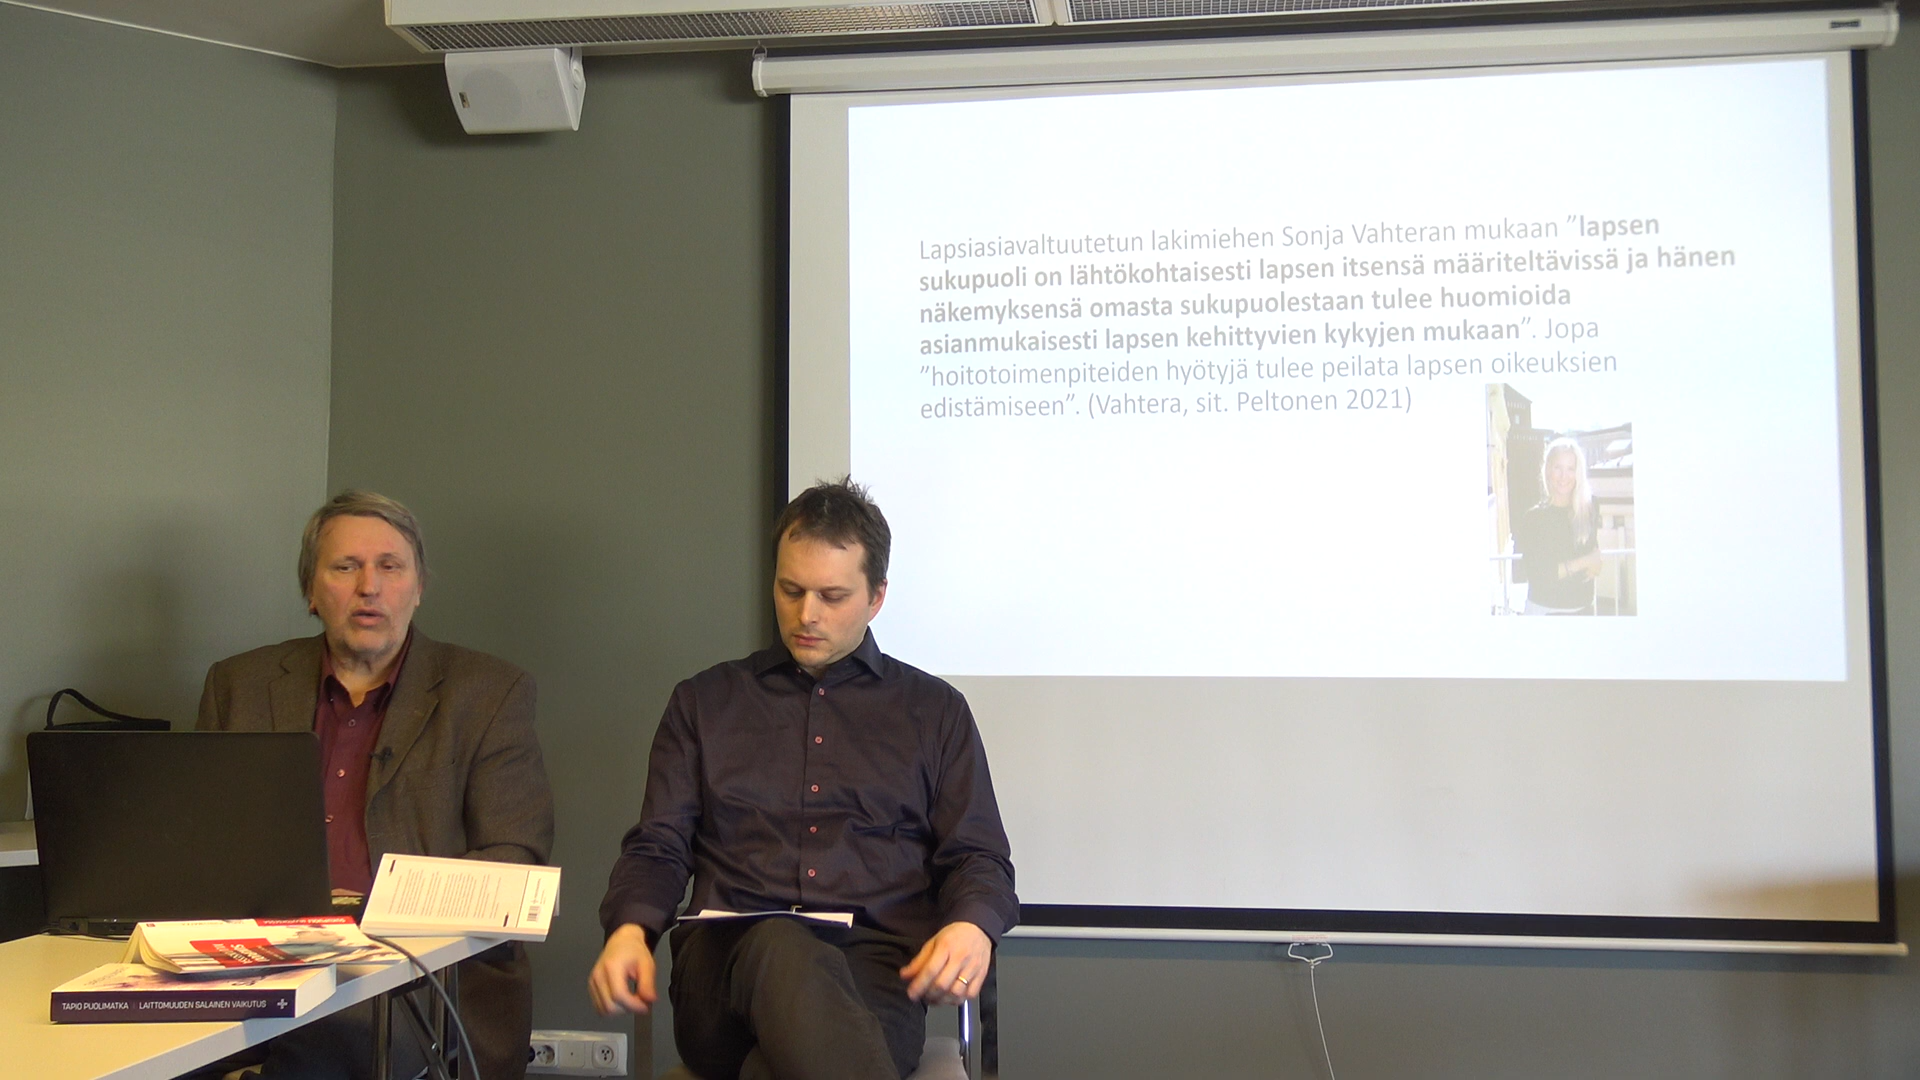 Lapsiasiavaltuutetun lakimiehen Sonja Vahteran mukaan ”lapsen
sukupuoli on lähtökohtaisesti lapsen itsensä määriteltävissä ja hänen
näkemyksensä omasta sukupuolestaan tulee huomioida
asianmukaisesti lapsen kehittyvien kykyjen mukaan”. Jopa
”hoitotoimenpiteiden hyötyjä tulee peilata lapsen oikeuksien
edistämiseen”. (Vahtera, sit. Peltonen 2021)
TAPIO PUOLIMATKA LAITTOMUUDEN SALAINEN VAIKUTUS